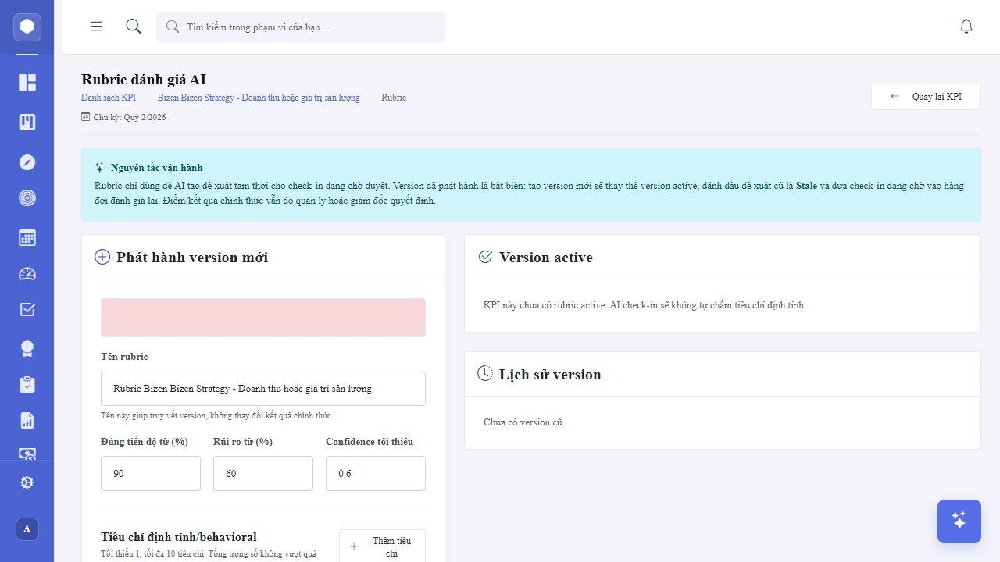 Tìm kiếm trong phạm vi của bạn...
Rubric đánh giá AI
Danh sách KPI
Bizen Bizen Strategy - Doanh thu hoặc giá trị sản lượng
Rubric
Chu kỳ: Quý 2/2026
Quay lại KPI
Nguyên tắc vận hành
Rubric chỉ dùng để AI tạo đề xuất tạm thời cho check-in đang chờ duyệt. Version đã phát hành là bất biến: tạo version mới sẽ thay thế version active, đánh dấu đề xuất cũ là Stale và đưa check-in đang chờ vào hàng
đợi đánh giá lại. Điểm/kết quả chính thức vẫn do quản lý hoặc giám đốc quyết định.
Phát hành version mới
Tên rubric
Rubric Bizen Bizen Strategy - Doanh thu hoặc giá trị sản lượng
Tên này giúp truy vết version, không thay đổi kết quả chính thức.
Đúng tiến độ từ (%)
Rủi ro từ (%)
Confidence tối thiểu
90
60
0.6
Tiêu chí định tính/behavioral
Tối thiểu 1, tối đa 10 tiêu chí. Tổng trọng số không vượt quá
Thêm tiêu
chí
Version active
KPI này chưa có rubric active. AI check-in sẽ không tự chấm tiêu chí định tính.
Lịch sử version
Chưa có version cũ.
A